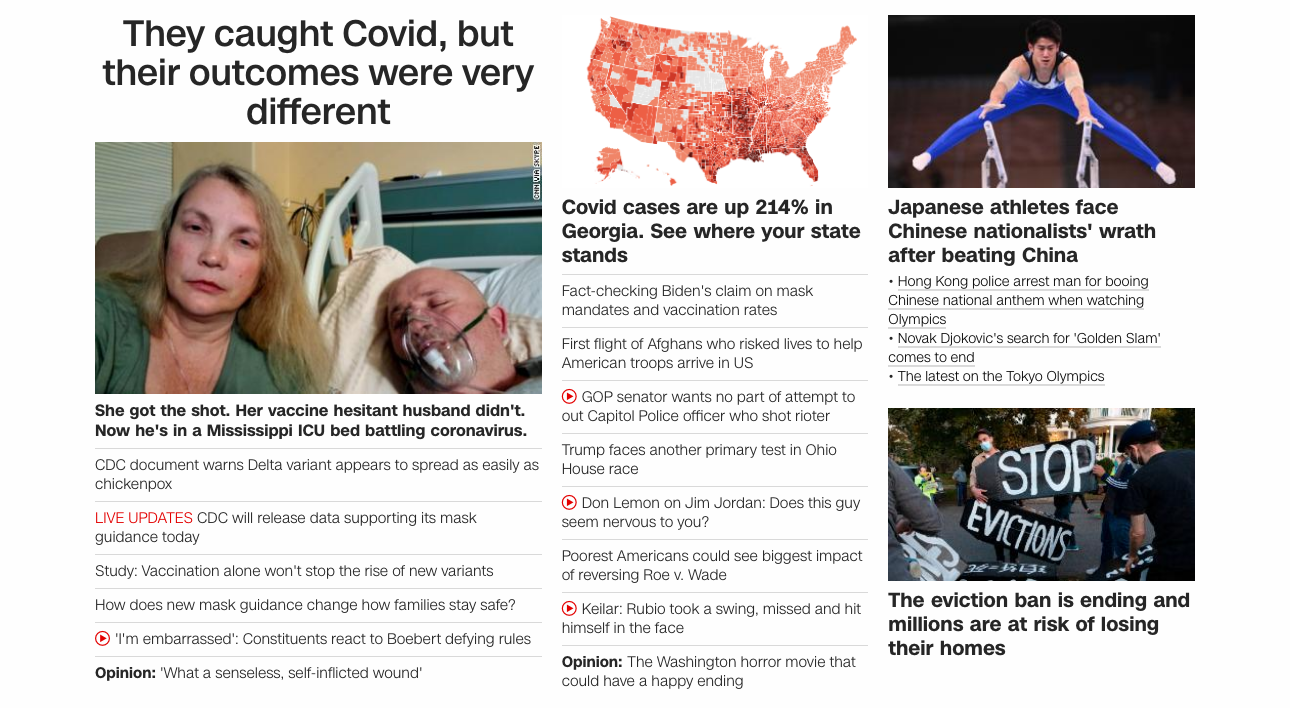 They caught Covid, but
their outcomes were very
different
CNN VIA SKYPE
She got the shot. Her vaccine hesitant husband didn't.
Now he's in a Mississippi ICU bed battling coronavirus.
CDC document warns Delta variant appears to spread as easily as
chickenpox
LIVE UPDATES CDC will release data supporting its mask
guidance today
Study: Vaccination alone won't stop the rise of new variants
How does new mask guidance change how families stay safe?
'I'm embarrassed': Constituents react to Boebert defying rules
Opinion: 'What a senseless, self-inflicted wound'
Covid cases are up 214% in
Georgia. See where your state
stands
Fact-checking Biden's claim on mask
mandates and vaccination rates
First flight of Afghans who risked lives to help
American troops arrive in US
GOP senator wants no part of attempt to
out Capitol Police officer who shot rioter
Trump faces another primary test in Ohio
House race
Don Lemon on Jim Jordan: Does this guy
seem nervous to you?
Poorest Americans could see biggest impact
of reversing Roe v. Wade
Keilar: Rubio took a swing, missed and hit
himself in the face
Opinion: The Washington horror movie that
could have a happy ending
Japanese athletes face
Chinese nationalists' wrath
after beating China
• Hong Kong police arrest man for booing
Chinese national anthem when watching
Olympics
• Novak Djokovic's search for 'Golden Slam'
comes to end
• The latest on the Tokyo Olympics
STOP
EVICTIONS
The eviction ban is ending and
millions are at risk of losing
their homes